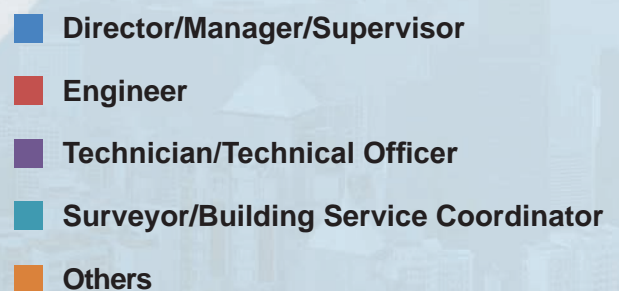 Director/Manager/Supervisor
Engineer
Technician/Technical Officer
Surveyor/Building Service Coordinator
Others